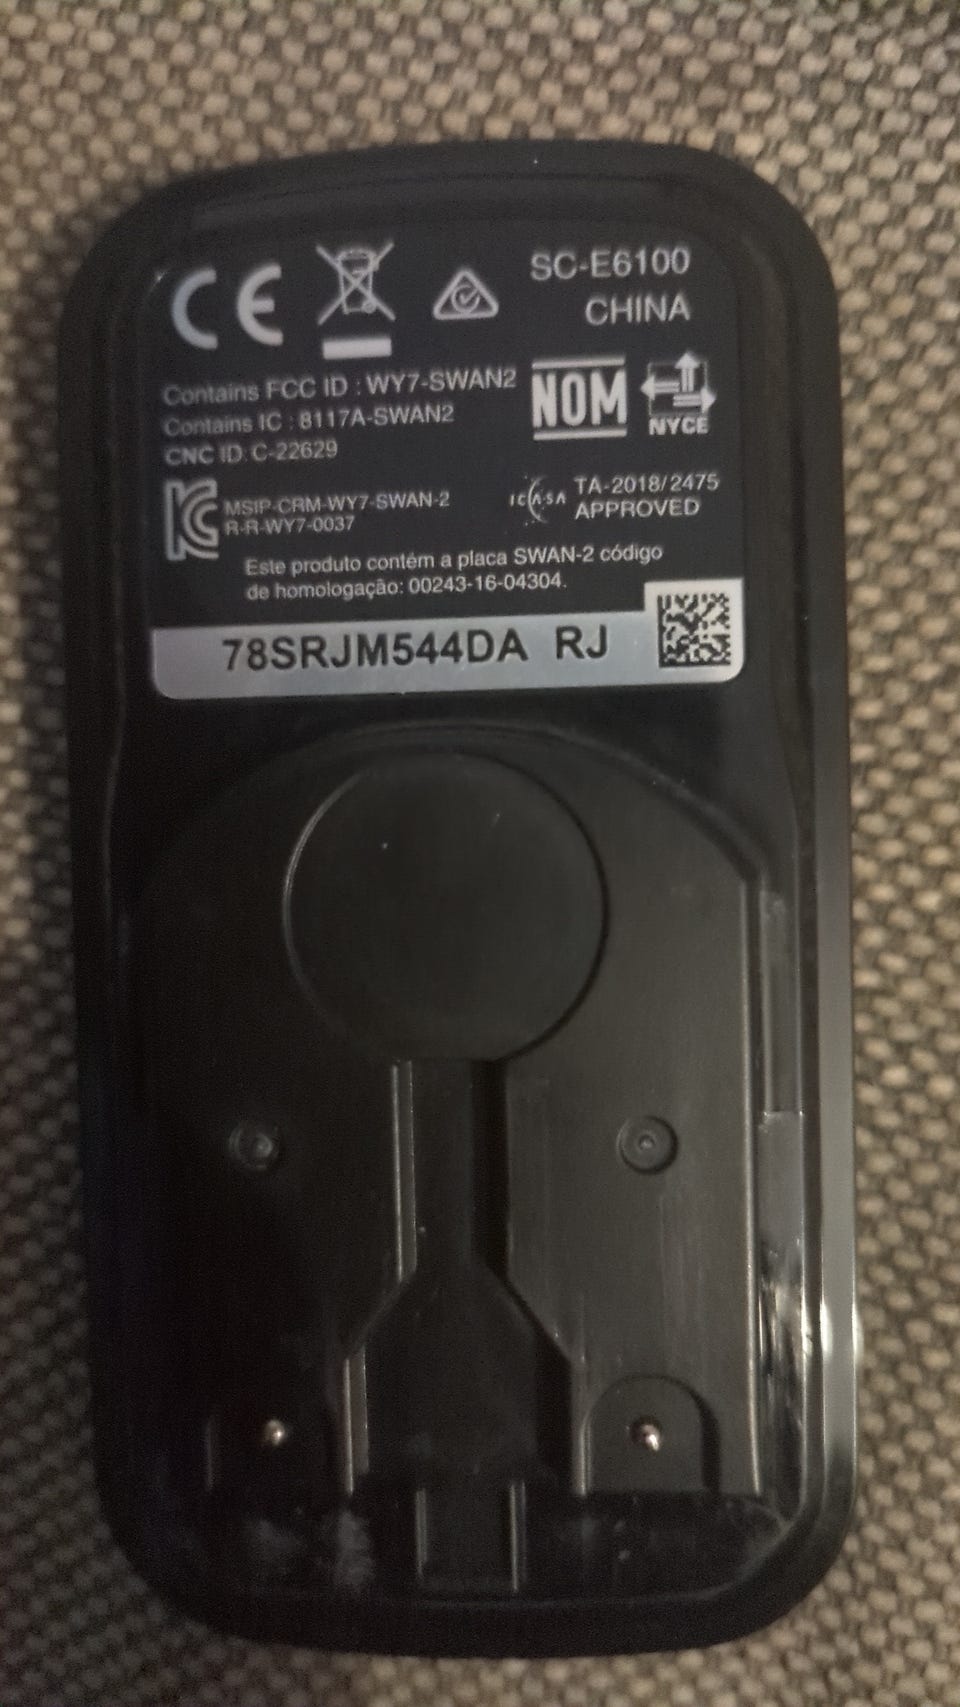 CE
SC-E6100
CHINA
Contains FCC ID : WY7-SWAN2
Contains IC : 8117A-SWAN2
CNC ID: C-22629
NOM
NYCE
KC
MSIP-CRM-WY7-SWAN-2
R-R-WY7-0037
ICASA
TA-2018/2475
APPROVED
Este produto contém a placa SWAN-2 código
de homologação: 00243-16-04304.
78SRJM544DA RJ